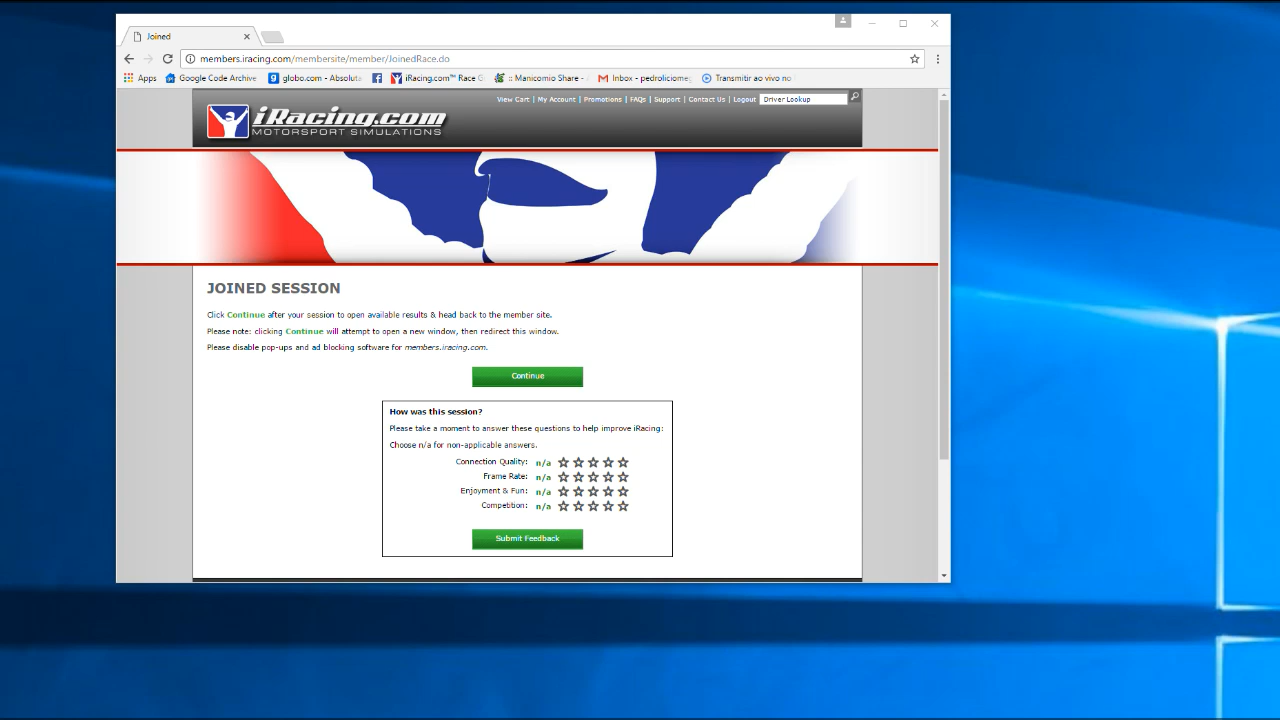 Joined
members.iracing.com/membersite/member/JoinedRace.do
Apps Google Code Archive globo.com - Absoluta iRacing.com™ Race G :: Manicomio Share - Inbox - pedroliciome Transmitir ao vivo no
View Cart | My Account | Promotions | FAQs | Support | Contact Us | Logout Driver Lookup
iRacing.com
MOTORSPORT SIMULATIONS
JOINED SESSION
Click Continue after your session to open available results & head back to the member site.
Please note: clicking Continue will attempt to open a new window, then redirect this window.
Please disable pop-ups and ad blocking software for members.iracing.com.
Continue
How was this session?
Please take a moment to answer these questions to help improve iRacing:
Choose n/a for non-applicable answers.
Connection Quality: n/a
Frame Rate: n/a
Enjoyment & Fun: n/a
Competition: n/a
Submit Feedback